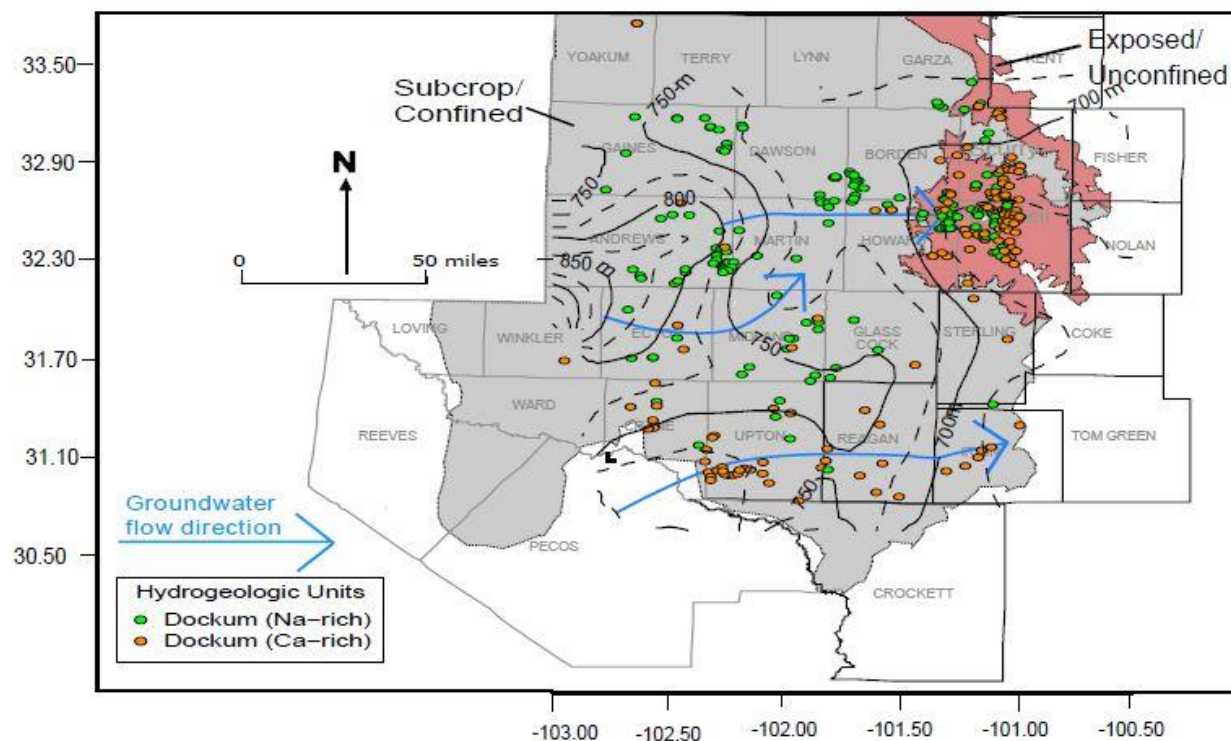 33.50
32.90
32.30
31.70
31.10
30.50
YOAKUM
TERRY
LYNN
GARZA
KENT
Exposed/
Unconfined
Subcrop/
Confined
750 m
700 m
N
GAINES
DAWSON
BORDEN
Scurry
FISHER
750
800
0
50 miles
ANDREWS
MARTIN
HOWARD
NOLAN
850 m
LOVING
WINKLER
ECTOR
MIDLAND
750
GLASS
COCK
STERLING
COKE
WARD
REEVES
CRANE
UPTON
REAGAN
700m
TOM GREEN
750
PECOS
CROCKETT
Groundwater
flow direction
Hydrogeologic Units
Dockum (Na−rich)
Dockum (Ca−rich)
-103.00
-102.50
-102.00
-101.50
-101.00
-100.50